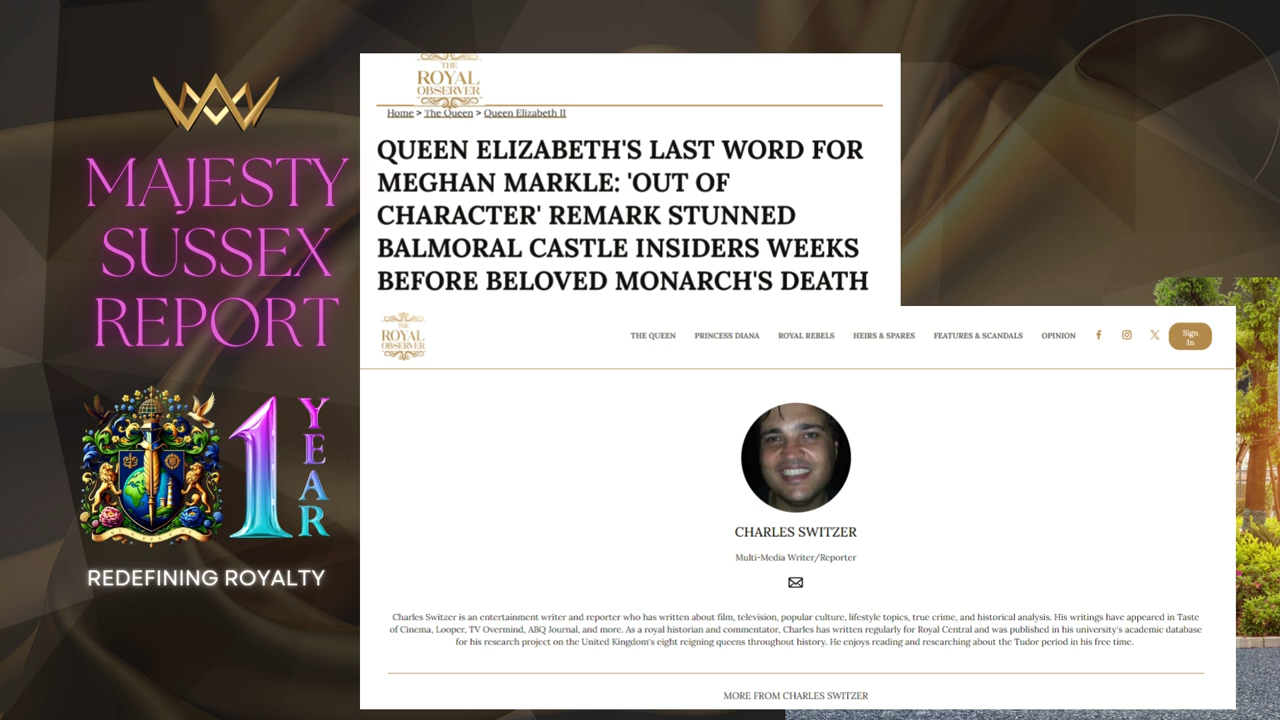 MAJESTY
SUSSEX
REPORT
1
YEAR
REDEFINING ROYALTY
THE
ROYAL
OBSERVER
Home > The Queen > Queen Elizabeth II
QUEEN ELIZABETH'S LAST WORD FOR
MEGHAN MARKLE: 'OUT OF
CHARACTER' REMARK STUNNED
BALMORAL CASTLE INSIDERS WEEKS
BEFORE BELOVED MONARCH'S DEATH
THE
ROYAL
OBSERVER
THE QUEEN PRINCESS DIANA ROYAL REBELS HEIRS & SPARES FEATURES & SCANDALS OPINION
Sign
In
CHARLES SWITZER
Multi-Media Writer/Reporter
Charles Switzer is an entertainment writer and reporter who has written about film, television, popular culture, lifestyle topics, true crime, and historical analysis. His writings have appeared in Taste
of Cinema, Looper, TV Overmind, ABQ Journal, and more. As a royal historian and commentator, Charles has written regularly for Royal Central and was published in his university's academic database
for his research project on the United Kingdom's eight reigning queens throughout history. He enjoys reading and researching about the Tudor period in his free time.
MORE FROM CHARLES SWITZER